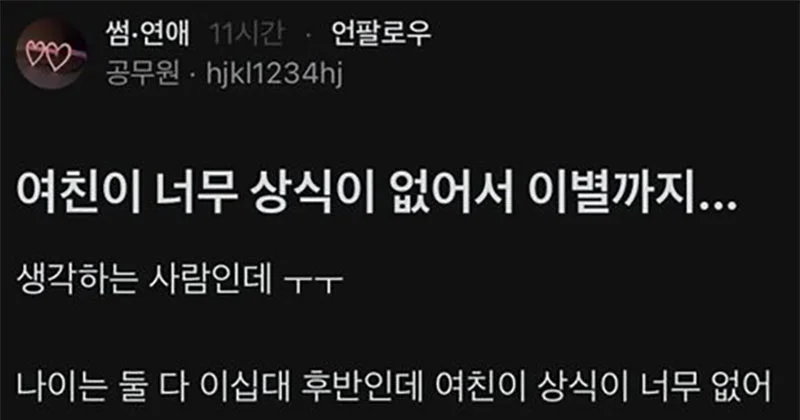 썸·연애 11시간 · 언팔로우
공무원 · hjkl1234hj
여친이 너무 상식이 없어서 이별까지...
생각하는 사람인데 ㅜㅜ
나이는 둘 다 이십대 후반인데 여친이 상식이 너무 없어